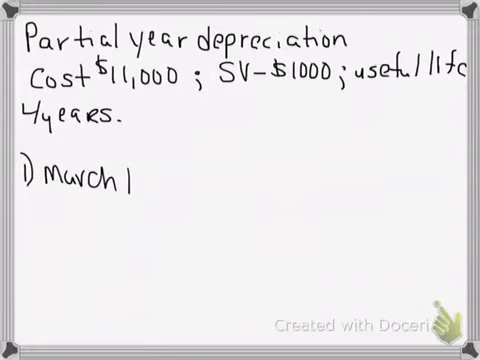 Partial year depreciation
Cost $11,000 ; SV-$1000 ; useful life
4 years.
1) March 1
Created with Doceri